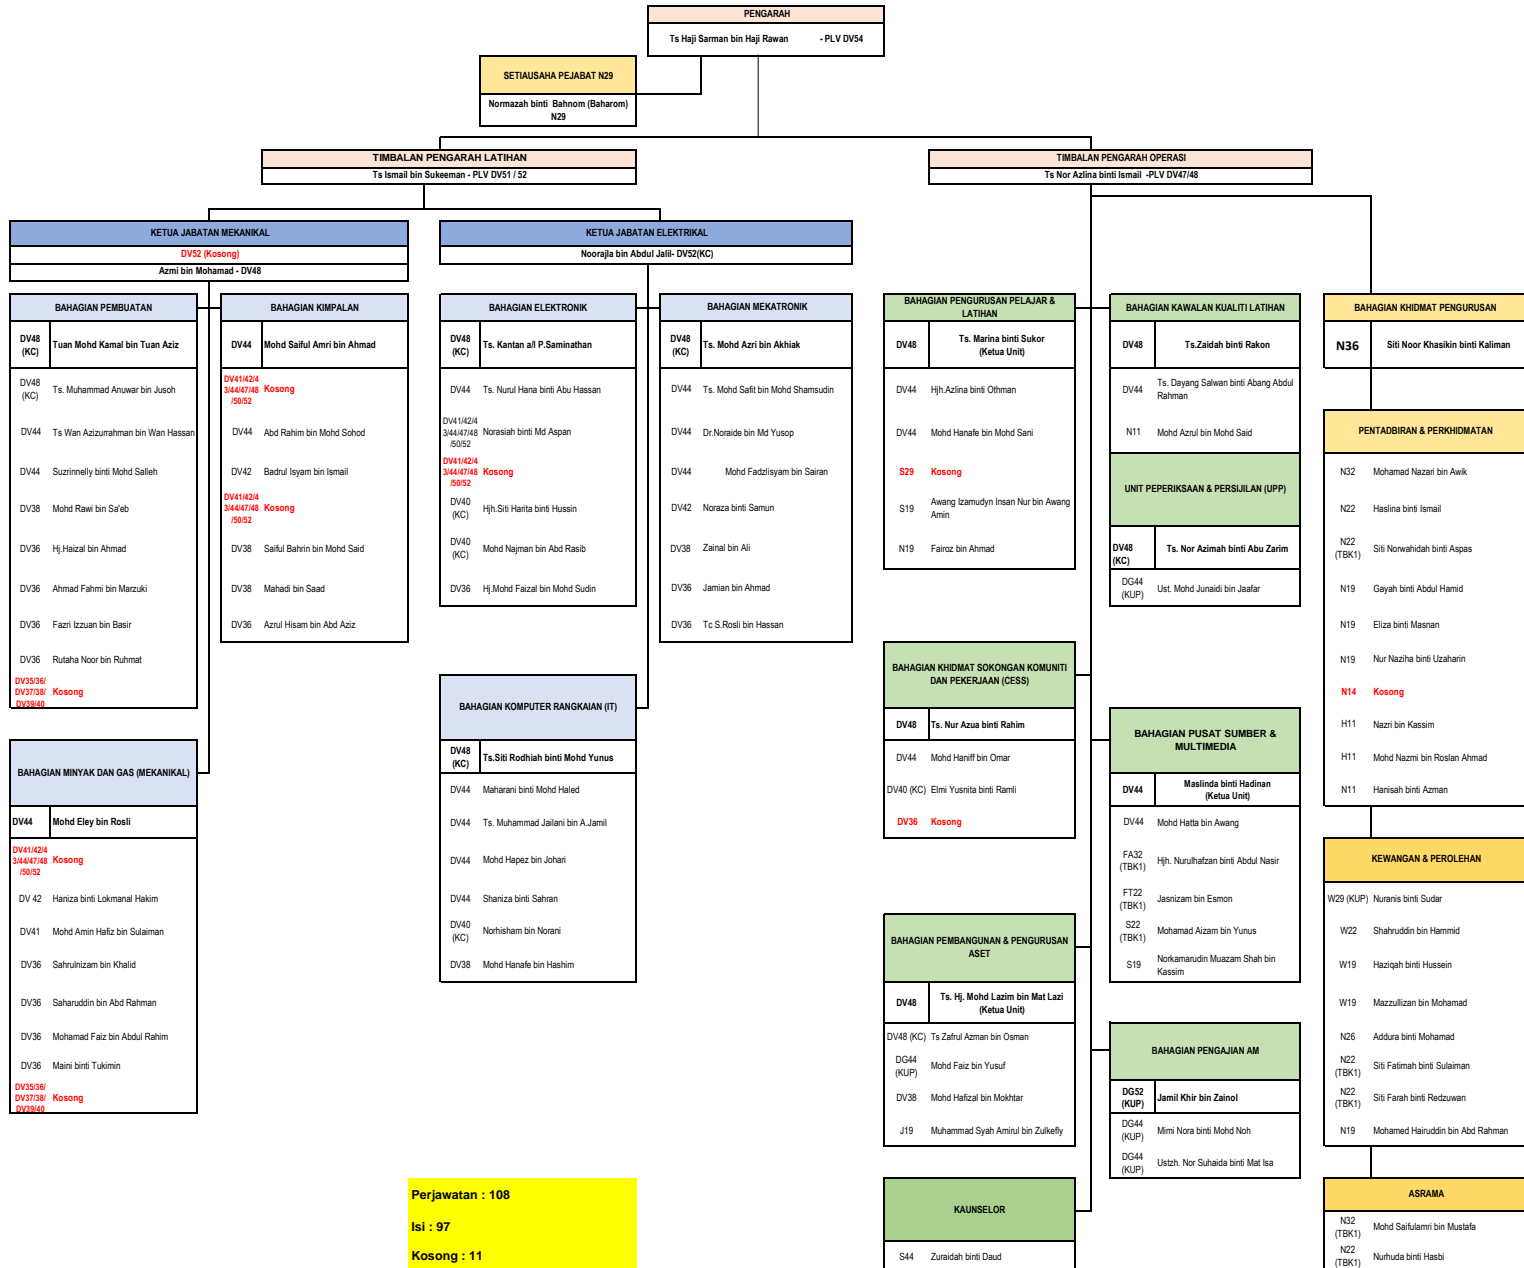 PENGARAH
Ts Haji Sarman bin Haji Rawan - PLV DV54
SETIAUSAHA PEJABAT N29
Normazah binti Bahnom (Baharom)
N29
TIMBALAN PENGARAH LATIHAN
Ts Ismail bin Sukeeman - PLV DV51 / 52
TIMBALAN PENGARAH OPERASI
Ts Nor Azlina binti Ismail -PLV DV47/48
KETUA JABATAN MEKANIKAL
DV52 (Kosong)
Azmi bin Mohamad - DV48
KETUA JABATAN ELEKTRIKAL
Noorajla bin Abdul Jalil- DV52(KC)
BAHAGIAN PEMBUATAN
DV48
(KC)
Tuan Mohd Kamal bin Tuan Aziz
DV48
(KC)
Ts. Muhammad Anuwar bin Jusoh
DV44 Ts Wan Azizurrahman bin Wan Hassan
DV44 Suzrinnelly binti Mohd Salleh
DV38 Mohd Rawi bin Sa'eb
DV36 Hj.Haizal bin Ahmad
DV36 Ahmad Fahmi bin Marzuki
DV36 Fazri Izzuan bin Basir
DV36 Rutaha Noor bin Ruhmat
DV35/36/
DV37/38/ Kosong
DV39/40
BAHAGIAN KIMPALAN
DV44 Mohd Saiful Amri bin Ahmad
DV41/42/4
3/44/47/48 Kosong
/50/52
DV44 Abd Rahim bin Mohd Sohod
DV42 Badrul Isyam bin Ismail
DV41/42/4
3/44/47/48 Kosong
/50/52
DV38 Saiful Bahrin bin Mohd Said
DV38 Mahadi bin Saad
DV36 Azrul Hisam bin Abd Aziz
BAHAGIAN MINYAK DAN GAS (MEKANIKAL)
DV44 Mohd Eley bin Rosli
DV41/42/4
3/44/47/48 Kosong
/50/52
DV 42 Haniza binti Lokmanal Hakim
DV41 Mohd Amin Hafiz bin Sulaiman
DV36 Sahrulnizam bin Khalid
DV36 Saharuddin bin Abd Rahman
DV36 Mohamad Faiz bin Abdul Rahim
DV36 Maini binti Tukimin
DV35/36/
DV37/38/ Kosong
DV39/40
BAHAGIAN ELEKTRONIK
DV48
(KC)
Ts. Kantan a/l P.Saminathan
DV44 Ts. Nurul Hana binti Abu Hassan
DV41/42/4
3/44/47/48 Norasiah binti Md Aspan
/50/52
DV41/42/4
3/44/47/48 Kosong
/50/52
DV40
(KC)
Hjh.Siti Harita binti Hussin
DV40
(KC)
Mohd Najman bin Abd Rasib
DV36 Hj.Mohd Faizal bin Mohd Sudin
BAHAGIAN MEKATRONIK
DV48
(KC)
Ts. Mohd Azri bin Akhiak
DV44 Ts. Mohd Safit bin Mohd Shamsudin
DV44 Dr.Noraide bin Md Yusop
DV44 Mohd Fadzlisyam bin Sairan
DV42 Noraza binti Samun
DV38 Zainal bin Ali
DV36 Jamian bin Ahmad
DV36 Tc S.Rosli bin Hassan
BAHAGIAN KOMPUTER RANGKAIAN (IT)
DV48
(KC)
Ts.Siti Rodhiah binti Mohd Yunus
DV44 Maharani binti Mohd Haled
DV44 Ts. Muhammad Jailani bin A.Jamil
DV44 Mohd Hapez bin Johari
DV44 Shaniza binti Sahran
DV40
(KC)
Norhisham bin Norani
DV38 Mohd Hanafe bin Hashim
BAHAGIAN PENGURUSAN PELAJAR &
LATIHAN
DV48
Ts. Marina binti Sukor
(Ketua Unit)
DV44 Hjh.Azlina binti Othman
DV44 Mohd Hanafe bin Mohd Sani
S29 Kosong
S19
Awang Izamudyn Insan Nur bin Awang
Amin
N19 Fairoz bin Ahmad
BAHAGIAN KAWALAN KUALITI LATIHAN
DV48 Ts.Zaidah binti Rakon
DV44
Ts. Dayang Salwan binti Abang Abdul
Rahman
N11 Mohd Azrul bin Mohd Said
UNIT PEPERIKSAAN & PERSIJILAN (UPP)
DV48
(KC)
Ts. Nor Azimah binti Abu Zarim
DG44
(KUP)
Ust. Mohd Junaidi bin Jaafar
BAHAGIAN KHIDMAT SOKONGAN KOMUNITI
DAN PEKERJAAN (CESS)
DV48 Ts. Nur Azua binti Rahim
DV44 Mohd Haniff bin Omar
DV40 (KC) Elmi Yusnita binti Ramli
DV36 Kosong
BAHAGIAN PUSAT SUMBER &
MULTIMEDIA
DV44
Maslinda binti Hadinan
(Ketua Unit)
DV44 Mohd Hatta bin Awang
FA32
(TBK1)
Hjh. Nurulhafzan binti Abdul Nasir
FT22
(TBK1)
Jasnizam bin Esmon
S22
(TBK1)
Mohamad Aizam bin Yunus
S19
Norkamarudin Muazam Shah bin
Kassim
BAHAGIAN PEMBANGUNAN & PENGURUSAN
ASET
DV48
Ts. Hj. Mohd Lazim bin Mat Lazi
(Ketua Unit)
DV48 (KC) Ts Zafrul Azman bin Osman
DG44
(KUP)
Mohd Faiz bin Yusuf
DV38 Mohd Hafizal bin Mokhtar
J19 Muhammad Syah Amirul bin Zulkefly
BAHAGIAN PENGAJIAN AM
DG52
(KUP)
Jamil Khir bin Zainol
DG44
(KUP)
Mimi Nora binti Mohd Noh
DG44
(KUP)
Ustzh. Nor Suhaida binti Mat Isa
KAUNSELOR
S44 Zuraidah binti Daud
BAHAGIAN KHIDMAT PENGURUSAN
N36 Siti Noor Khasikin binti Kaliman
PENTADBIRAN & PERKHIDMATAN
N32 Mohamad Nazari bin Awik
N22 Haslina binti Ismail
N22
(TBK1)
Siti Norwahidah binti Aspas
N19 Gayah binti Abdul Hamid
N19 Eliza binti Masnan
N19 Nur Naziha binti Uzaharin
N14 Kosong
H11 Nazri bin Kassim
H11 Mohd Nazmi bin Roslan Ahmad
N11 Hanisah binti Azman
KEWANGAN & PEROLEHAN
W29 (KUP) Nuranis binti Sudar
W22 Shahruddin bin Hammid
W19 Haziqah binti Hussein
W19 Mazzullizan bin Mohamad
N26 Addura binti Mohamad
N22
(TBK1)
Siti Fatimah binti Sulaiman
N22
(TBK1)
Siti Farah binti Redzuwan
N19 Mohamed Hairuddin bin Abd Rahman
ASRAMA
N32
(TBK1)
Mohd Saifulamri bin Mustafa
N22
(TBK1)
Nurhuda binti Hasbi
Perjawatan : 108
Isi : 97
Kosong : 11